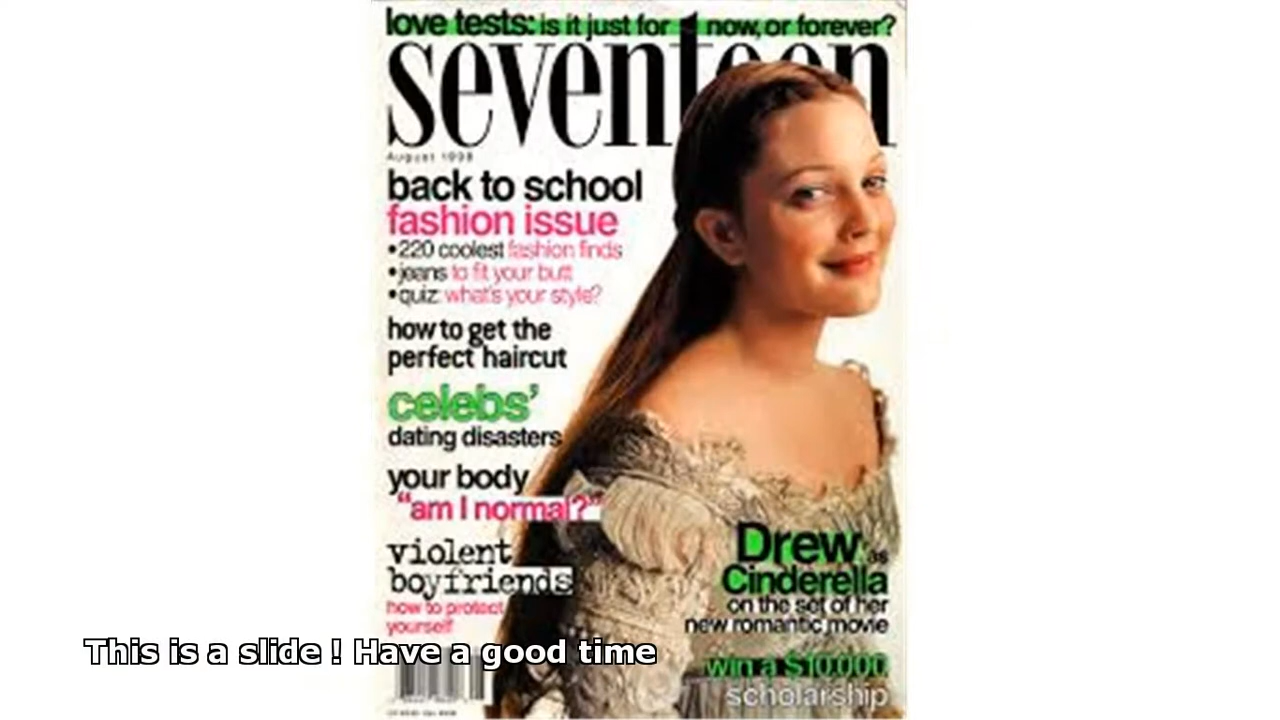 love tests: is it just for now, or forever?
seventeen
August 1998
back to school
fashion issue
•220 coolest fashion finds
•jeans to fit your butt
•quiz: what's your style?
how to get the
perfect haircut
celebs'
dating disasters
your body
"am I normal?"
violent
boyfriends
how to protect
yourself
Drew as
Cinderella
on the set of her
new romantic movie
win a $10,000
scholarship
This is a slide ! Have a good time